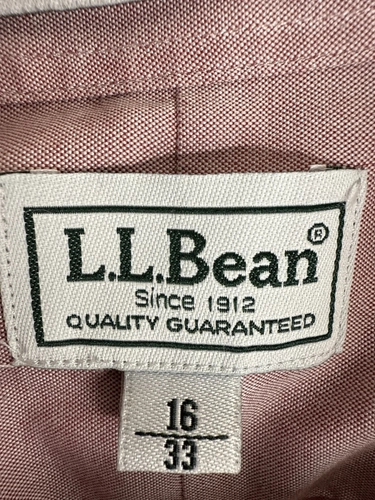 L.L.Bean®
Since 1912
QUALITY GUARANTEED
16
33